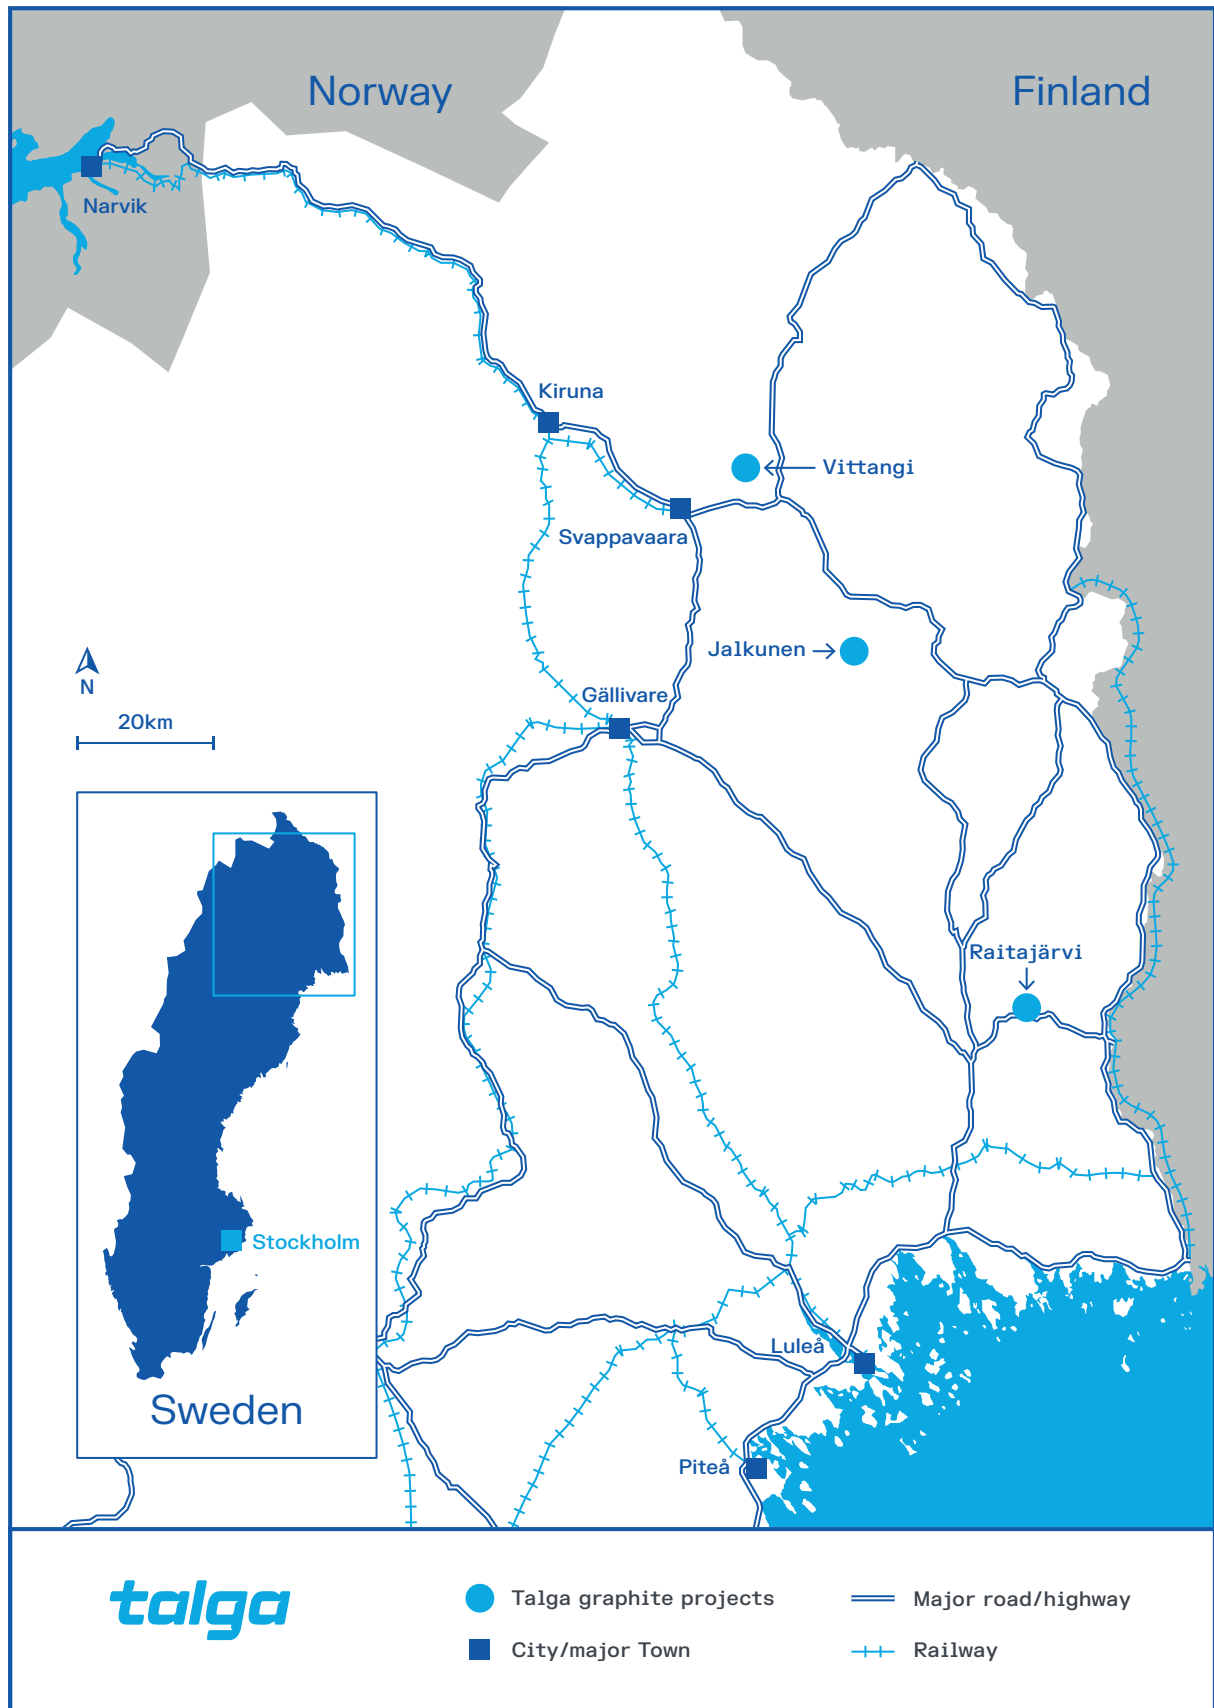 Norway
Finland
Narvik
Kiruna
Vittangi
Svappavaara
Jalkunen
N
Gällivare
20km
Raitajärvi
Stockholm
Luleå
Sweden
Piteå
talga
Talga graphite projects
Major road/highway
City/major Town
Railway